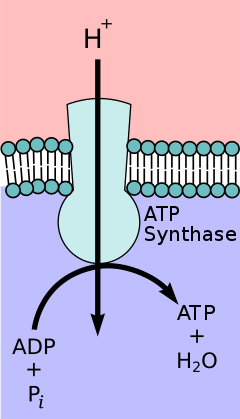 H⁺
ATP
Synthase
ADP
+
Pᵢ
ATP
+
H₂O